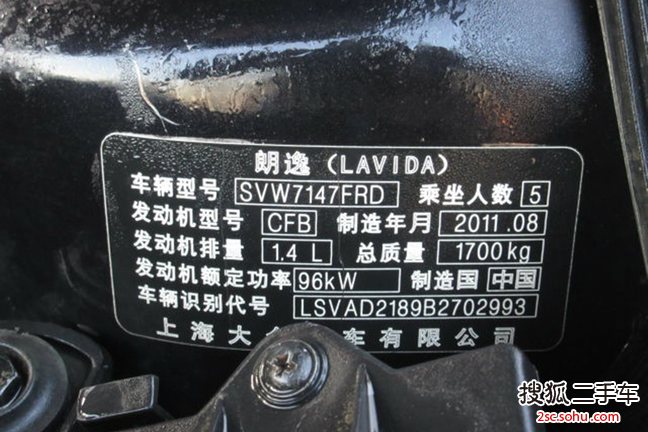 朗逸（LAVIDA）
车辆型号 SVW7147FRD 乘坐人数 5
发动机型号 CFB 制造年月 2011.08
发动机排量 1.4 L 总质量 1700kg
发动机额定功率 96kW 制造国 中国
车辆识别代号 LSVAD2189B2702993
上海大 车有限公司
搜狐二手车
2sc.sohu.com